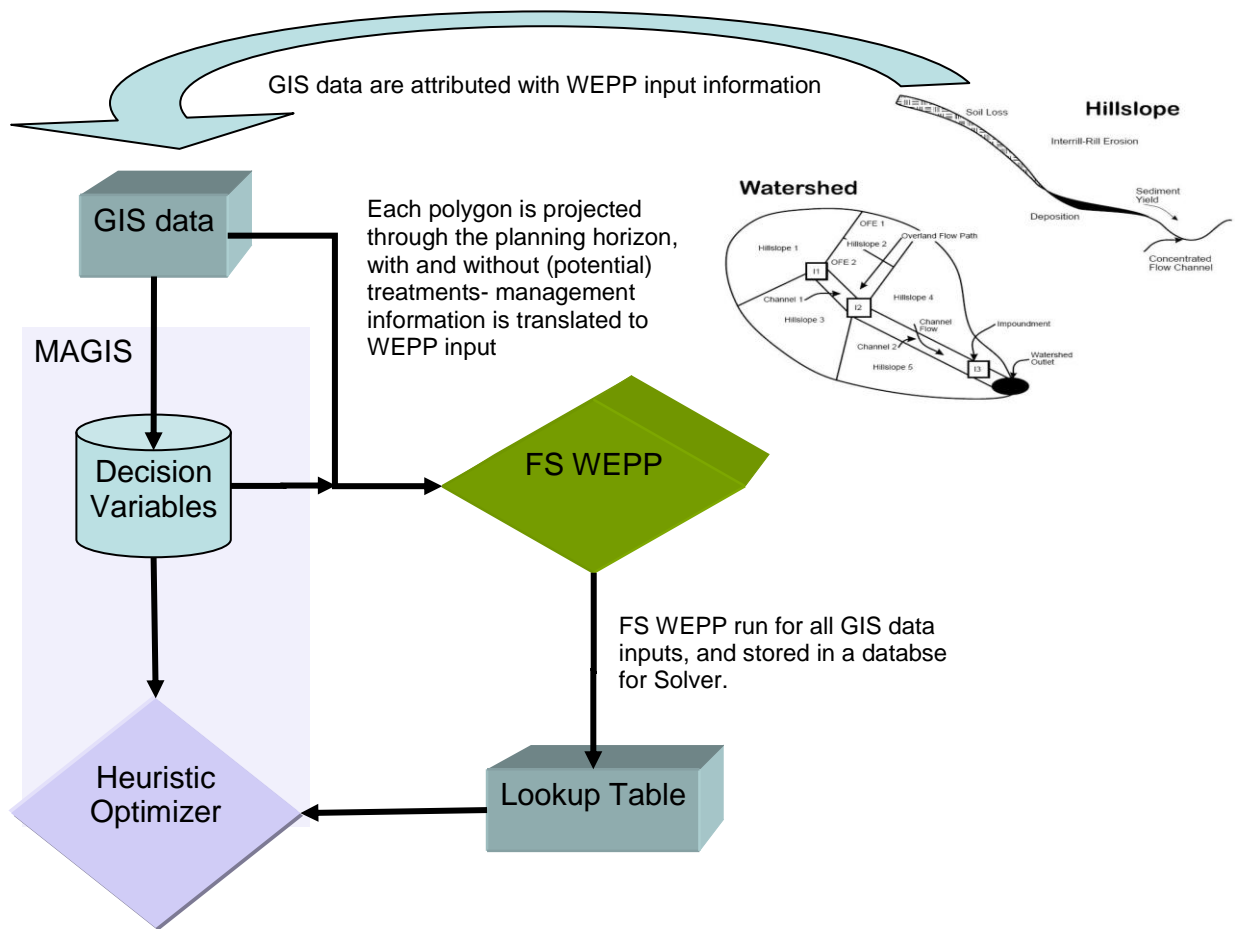 GIS data are attributed with WEPP input information
Hillslope
Soil Loss
Interrill-Rill Erosion
Sediment
Yield
Deposition
Concentrated
Flow Channel
Watershed
OFE 1
Overland Flow Path
Hillslope 1
Hillslope 2
OFE 2
I1
Channel 1
I2
Hillslope 4
Hillslope 3
Channel
Flow
Impoundment
Channel 2
Watershed
Outlet
Hillslope 5
I3
GIS data
Each polygon is projected
through the planning horizon,
with and without (potential)
treatments- management
information is translated to
WEPP input
MAGIS
Decision
Variables
FS WEPP
FS WEPP run for all GIS data
inputs, and stored in a databse
for Solver.
Heuristic
Optimizer
Lookup Table